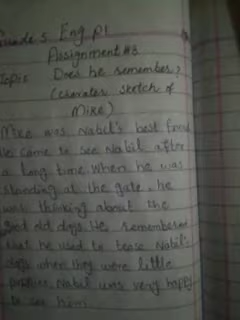 Grade 5 Eng p1
Assignment #3
Topic Does he remember?
(character sketch of
Mike)
Mike was Nabil's best friend
He came to see Nabil after
a long time. When he was
standing at the gate, he
was thinking about the
good old days. He remembered
that he used to tease Nabil's
dogs when they were little
puppies. Nabil was very happy
to see him.